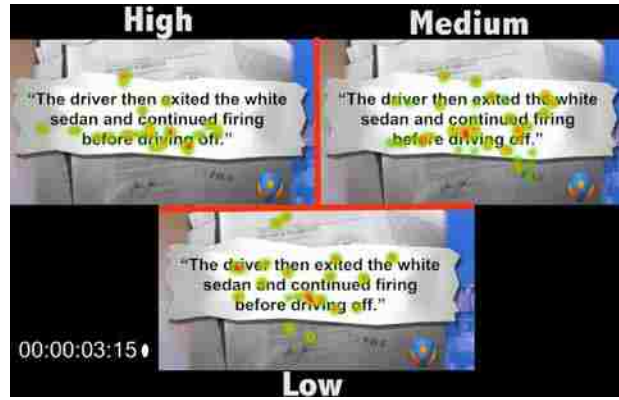 High
Medium
“The driver then exited the white
sedan and continued firing
before driving off.”
“The driver then exited the white
sedan and continued firing
before driving off.”
“The driver then exited the white
sedan and continued firing
before driving off.”
00:00:03:15
Low